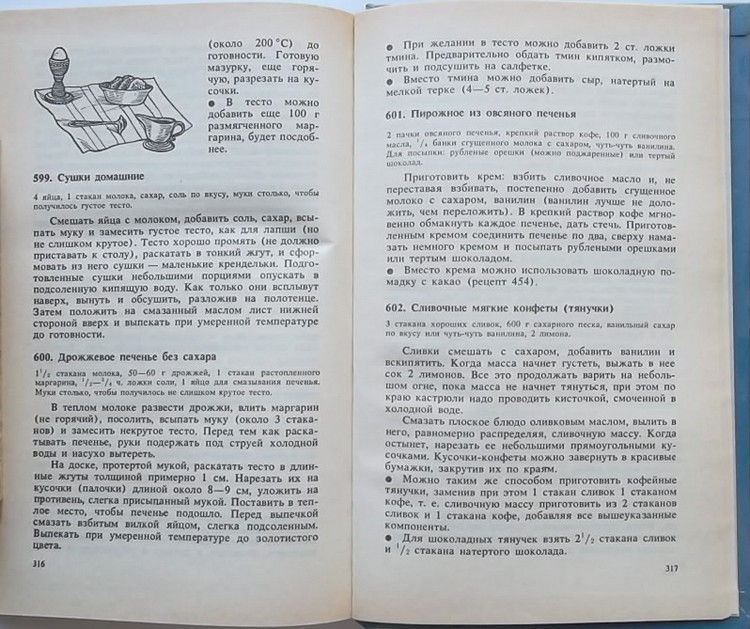 (около 200 °С) до
готовности. Готовую
мазурку, еще горя-
чую, разрезать на ку-
сочки.
● В тесто можно
добавить еще 100 г
размягченного мар-
гарина, будет посдоб-
нее.
599. Сушки домашние
4 яйца, 1 стакан молока, сахар, соль по вкусу, муки столько, чтобы
получилось густое тесто.
Смешать яйца с молоком, добавить соль, сахар, всы-
пать муку и замесить густое тесто, как для лапши (но
не слишком крутое). Тесто хорошо промять (не должно
приставать к столу), раскатать в тонкий жгут, и сфор-
мовать из него сушки — маленькие крендельки. Подго-
товленные сушки небольшими порциями опускать в
подсоленную кипящую воду. Как только они всплывут
наверх, вынуть и обсушить, разложив на полотенце.
Затем положить на смазанный маслом лист нижней
стороной вверх и выпекать при умеренной температуре
до готовности.
600. Дрожжевое печенье без сахара
1¹/₂ стакана молока, 50—60 г дрожжей, 1 стакан растопленного
маргарина, ¹/₂—³/₄ ч. ложки соли, 1 яйцо для смазывания печенья.
Муки столько, чтобы получилось не слишком крутое тесто.
В теплом молоке развести дрожжи, влить маргарин
(не горячий), посолить, всыпать муку (около 3 стака-
нов) и замесить некрутое тесто. Перед тем как раска-
тывать печенье, руки подержать под струей холодной
воды и насухо вытереть.
На доске, протертой мукой, раскатать тесто в длин-
ные жгуты толщиной примерно 1 см. Нарезать их на
кусочки (палочки) длиной около 8—9 см, уложить на
противень, слегка присыпанный мукой. Поставить в теп-
лое место, чтобы печенье подошло. Перед выпечкой
смазать взбитым вилкой яйцом, слегка подсоленным.
Выпекать при умеренной температуре до золотистого
цвета.
316
● При желании в тесто можно добавить 2 ст. ложки
тмина. Предварительно обдать тмин кипятком, размо-
чить и подсушить на салфетке.
● Вместо тмина можно добавить сыр, натертый на
мелкой терке (4—5 ст. ложек).
601. Пирожное из овсяного печенья
2 пачки овсяного печенья, крепкий раствор кофе, 100 г сливочного
масла, ¹/₄ банки сгущенного молока с сахаром, чуть-чуть ванилина.
Для посыпки: рубленые орешки (можно поджаренные) или тертый
шоколад.
Приготовить крем: взбить сливочное масло и, не
переставая взбивать, постепенно добавить сгущенное
молоко с сахаром, ванилин (ванилин лучше не доло-
жить, чем переложить). В крепкий раствор кофе мгно-
венно обмакнуть каждое печенье, дать стечь. Приготов-
ленным кремом соединить печенье по два, сверху нама-
зать немного кремом и посыпать рублеными орешками
или тертым шоколадом.
● Вместо крема можно использовать шоколадную по-
мадку с какао (рецепт 454).
602. Сливочные мягкие конфеты (тянучки)
3 стакана хороших сливок, 600 г сахарного песка, ванильный сахар
по вкусу или чуть-чуть ванилина, 2 лимона.
Сливки смешать с сахаром, добавить ванилин и
вскипятить. Когда масса начнет густеть, выжать в нее
сок 2 лимонов. Все это продолжать варить на неболь-
шом огне, пока масса не начнет тянуться, при этом по
краю кастрюли надо проводить кисточкой, смоченной в
холодной воде.
Смазать плоское блюдо оливковым маслом, вылить в
него, равномерно распределяя, сливочную массу. Когда
остынет, нарезать ее небольшими прямоугольными ку-
сочками. Кусочки-конфеты можно завернуть в красивые
бумажки, закрутив их по краям.
● Можно таким же способом приготовить кофейные
тянучки, заменив при этом 1 стакан сливок 1 стаканом
кофе, т. е. сливочную массу приготовить из 2 стаканов
сливок и 1 стакана кофе, добавляя все вышеуказанные
компоненты.
● Для шоколадных тянучек взять 2¹/₂ стакана сливок
и ¹/₂ стакана натертого шоколада.
317